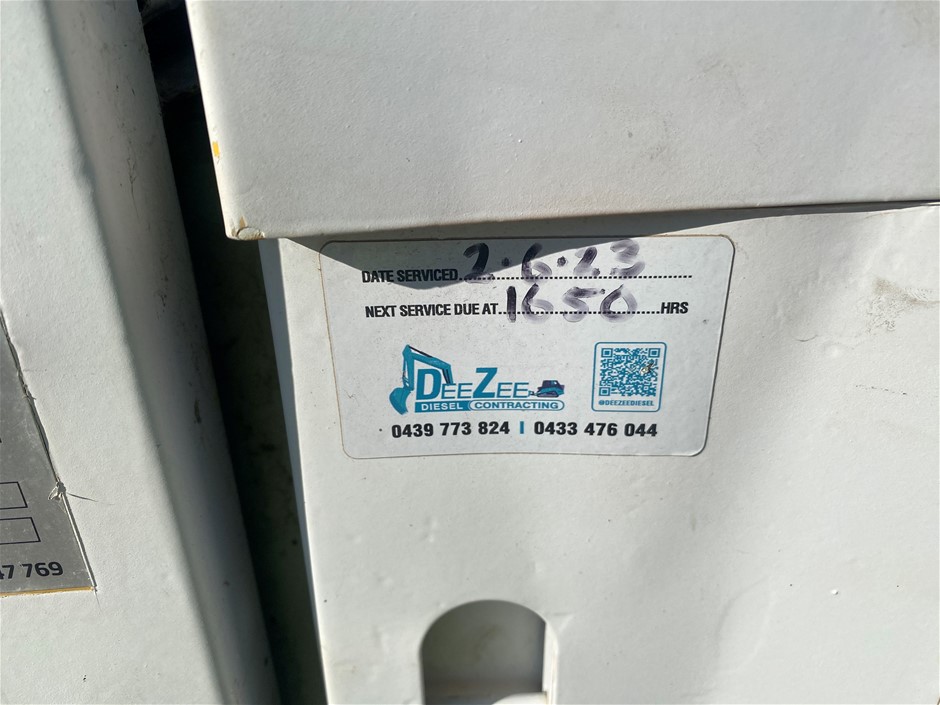 DATE SERVICED 2.6.23
NEXT SERVICE DUE AT 1650 HRS
DEEZEE
DIESEL CONTRACTING
@DEEZEEDIESEL
0439 773 824 | 0433 476 044
47 769